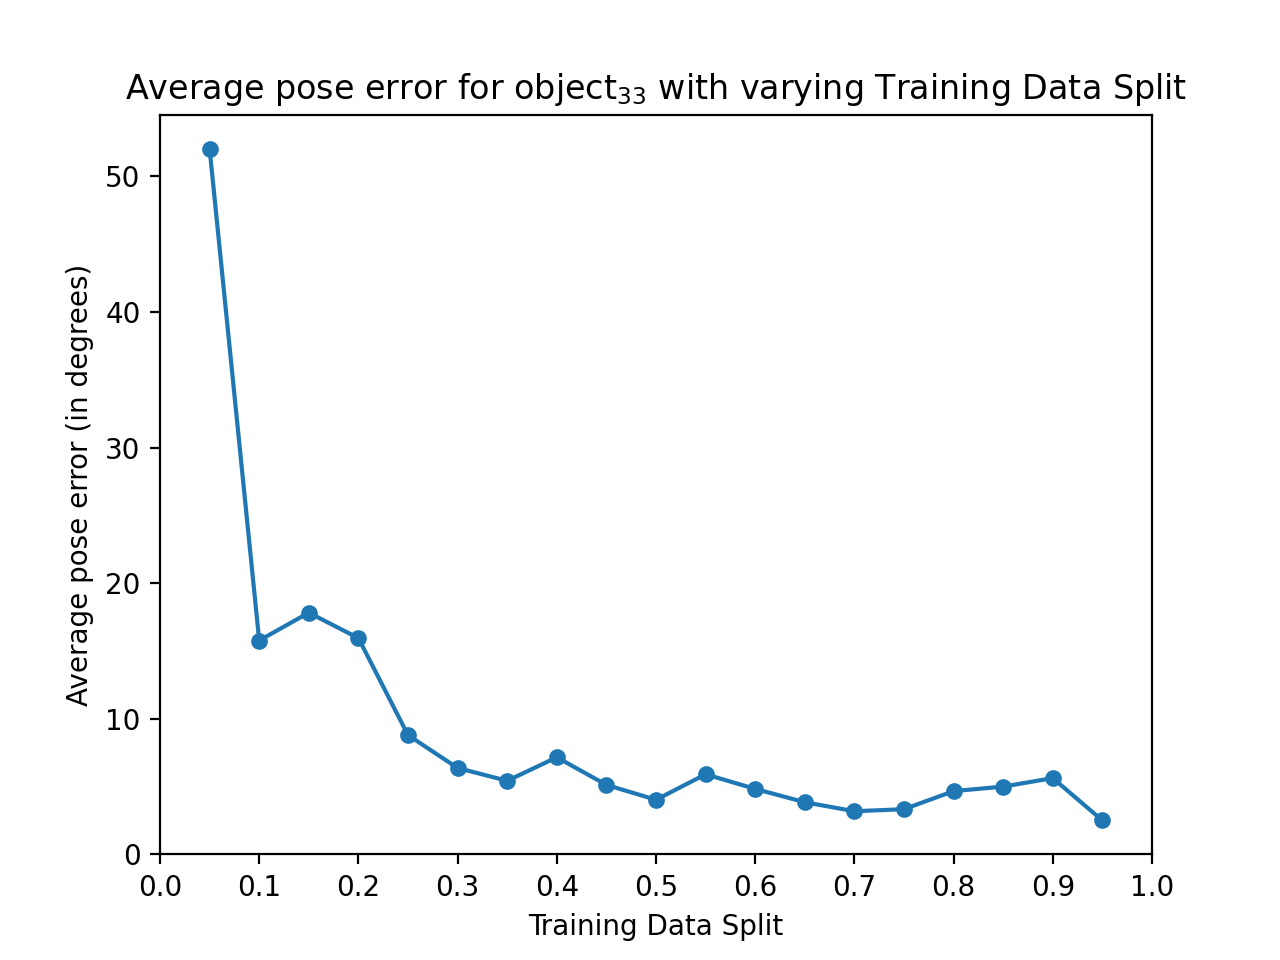 Average pose error for object₃₃ with varying Training Data Split
Average pose error (in degrees)
50
40
30
20
10
0
0.0 0.1 0.2 0.3 0.4 0.5 0.6 0.7 0.8 0.9 1.0
Training Data Split